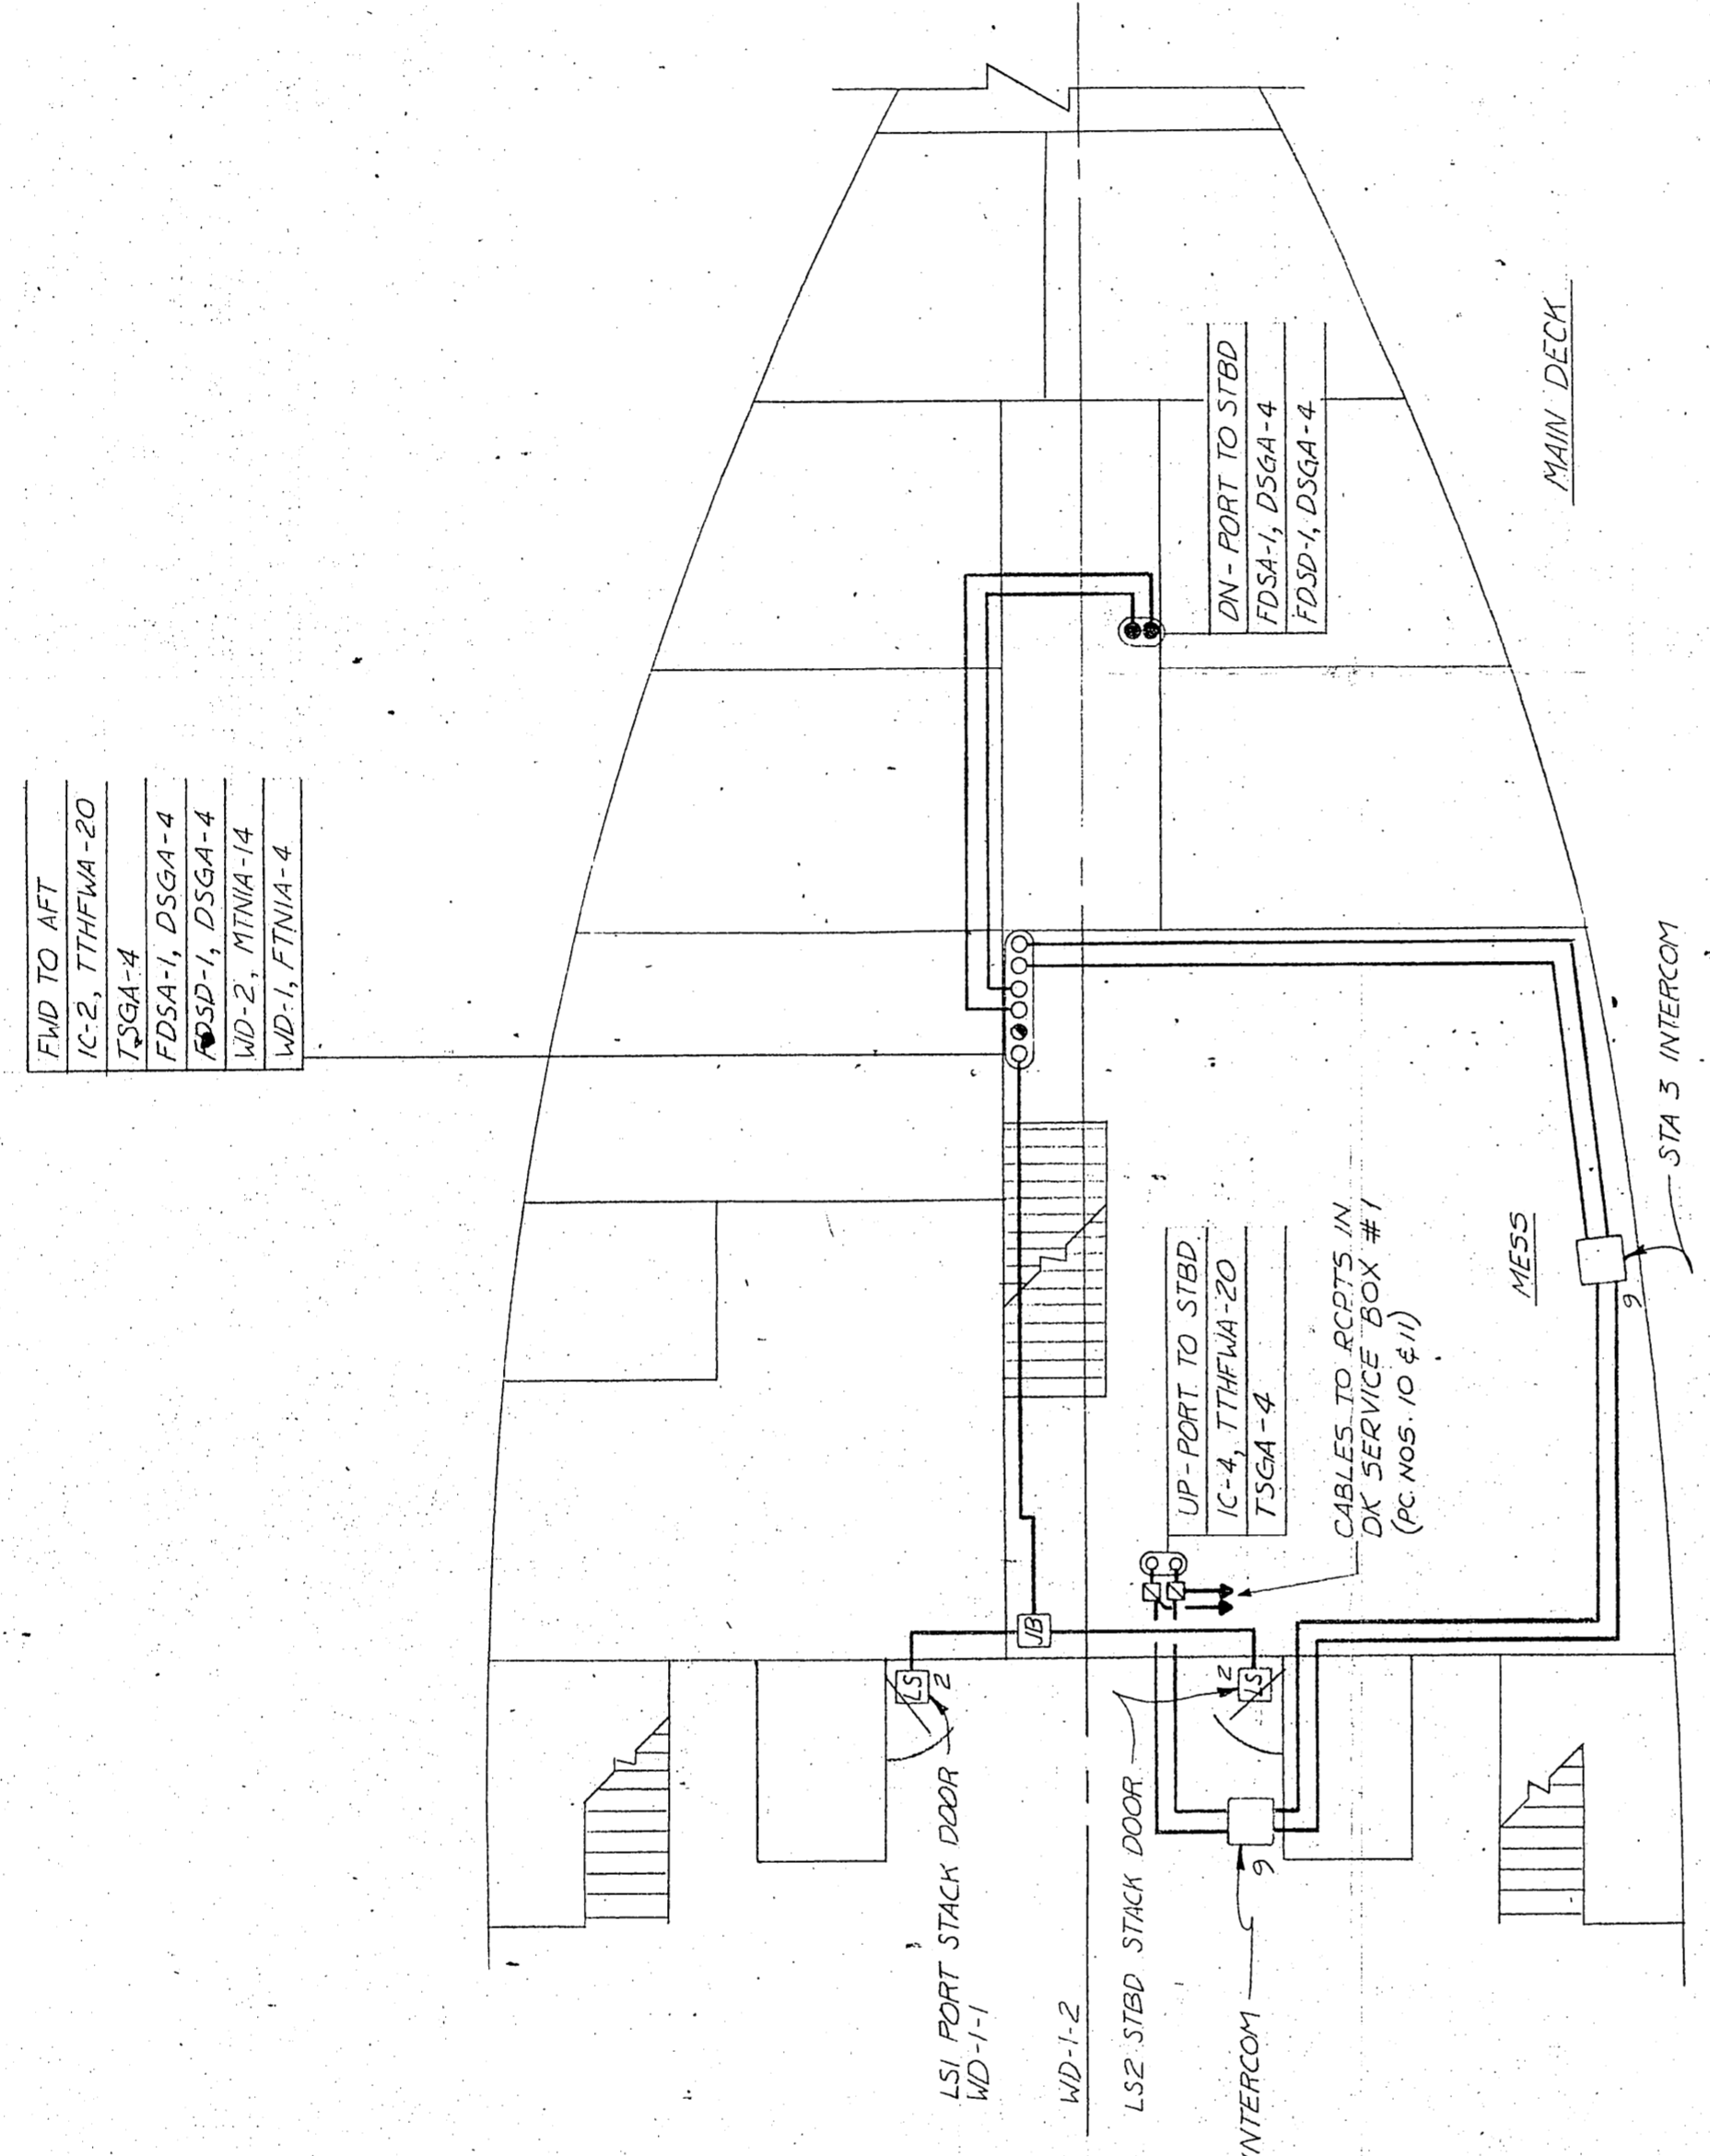 FWD TO AFT
IC-2, TTHFWA-20
TSGA-4
FDSA-1, DSGA-4
FDSD-1, DSGA-4
WD-2, MTNIA-14
WD-1, FTNIA-4
DN-PORT TO STBD
FDSA-1, DSGA-4
FDSD-1, DSGA-4
MAIN DECK
UP-PORT TO STBD.
IC-4, TTHFWA-20
TSGA-4
CABLES TO RCPTS IN
DK SERVICE BOX #1
(PC. NOS. 10 & 11)
MESS
STA 3 INTERCOM
9
JB
LS
2
LS
2
9
LS1 PORT STACK DOOR
WD-1-1
WD-1-2
LS2 STBD STACK DOOR
INTERCOM